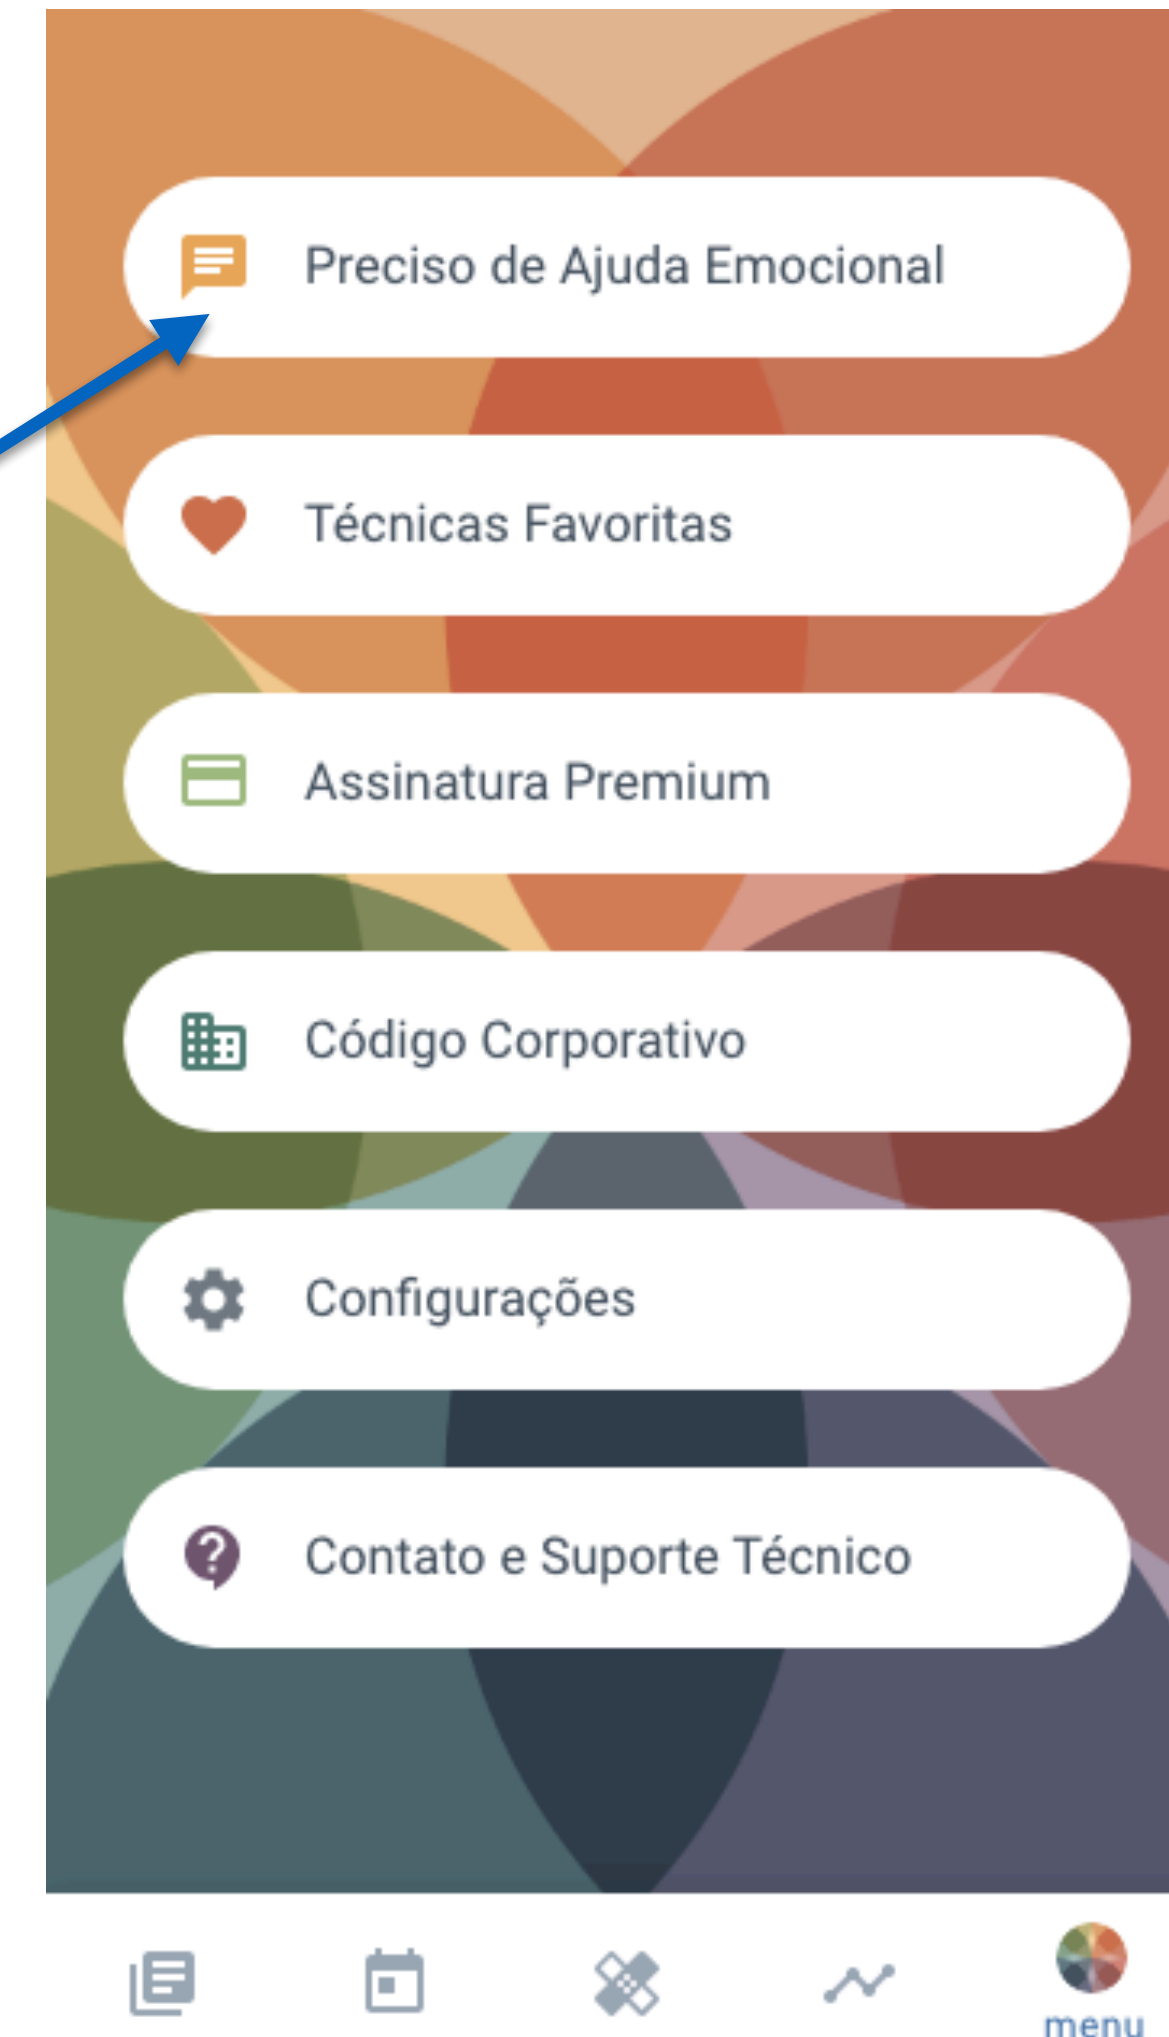 Preciso de Ajuda Emocional
Técnicas Favoritas
Assinatura Premium
Código Corporativo
Configurações
Contato e Suporte Técnico
menu